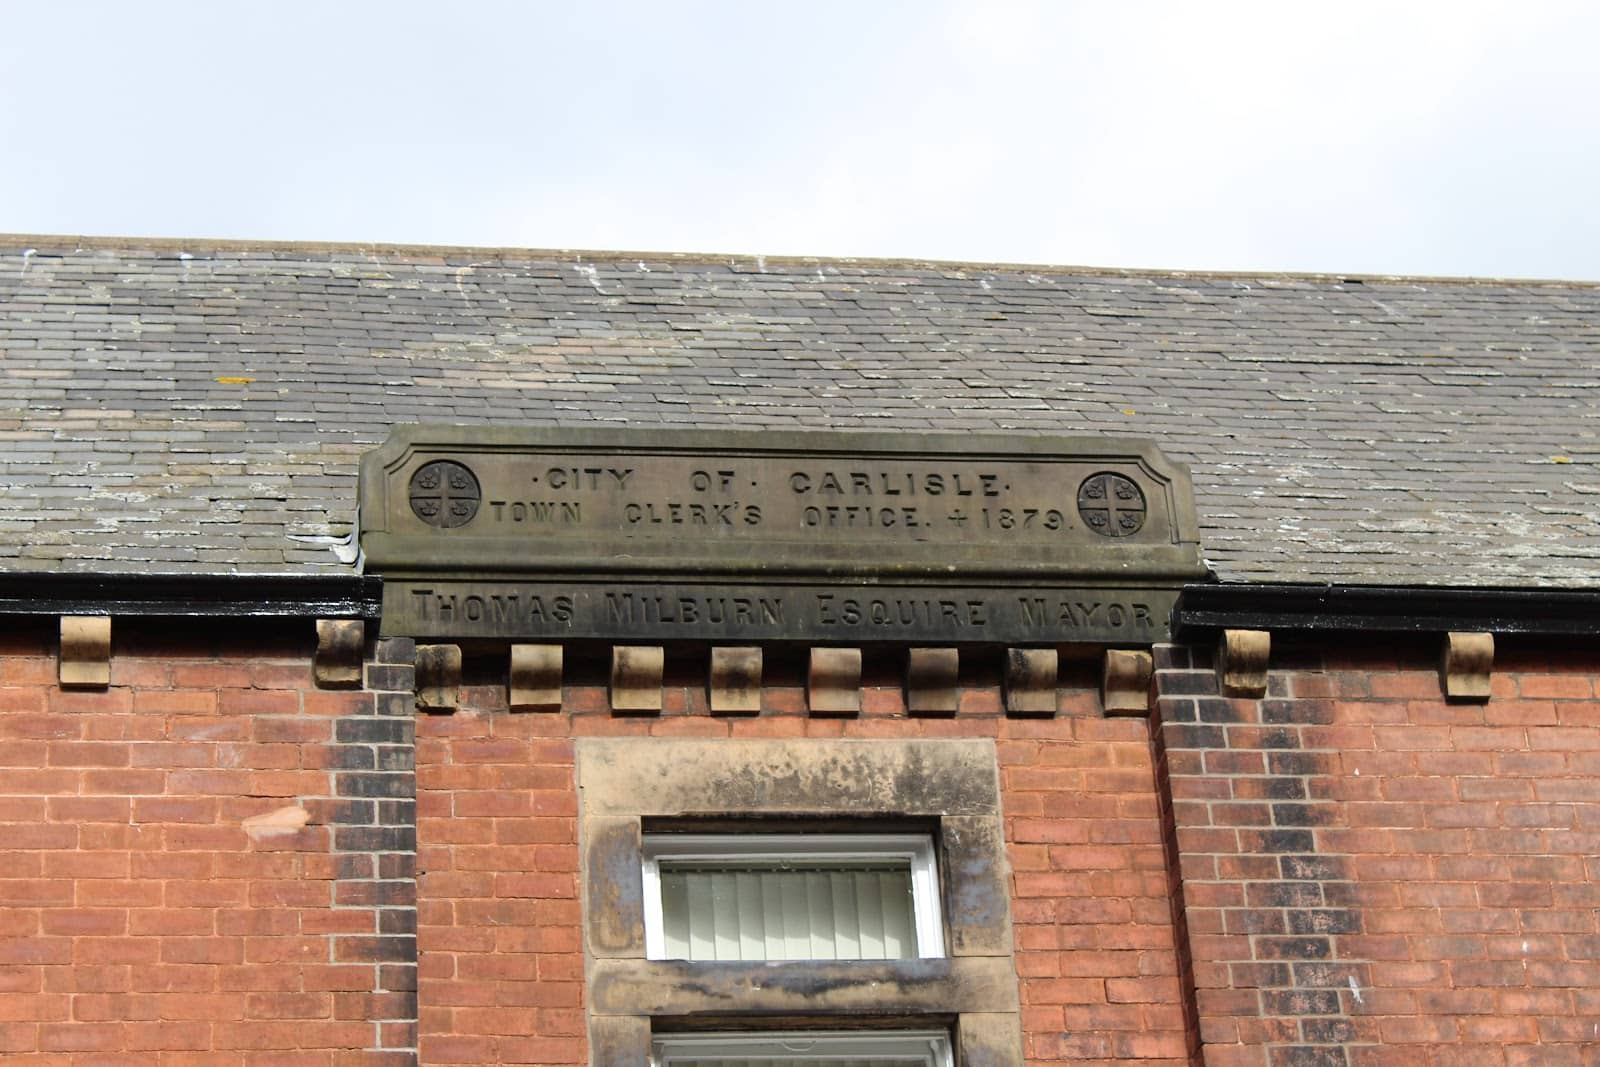 ·CITY OF· CARLISLE·
TOWN CLERK'S OFFICE. + 1879.
THOMAS MILBURN ESQUIRE MAYOR.